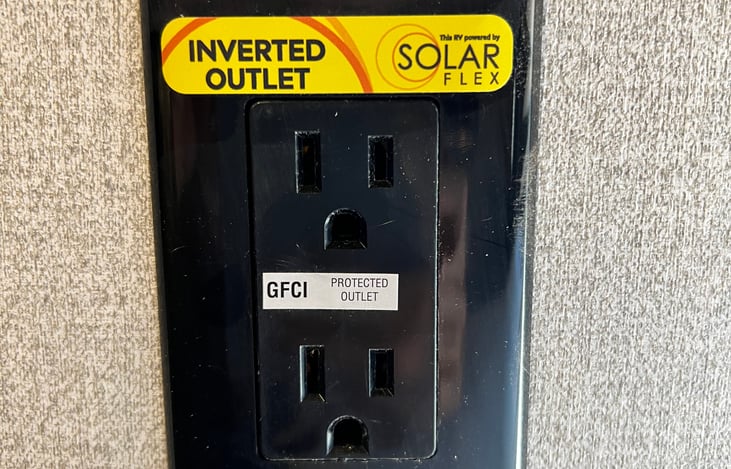 INVERTED
OUTLET
This RV powered by
SOLAR
FLEX
GFCI
PROTECTED
OUTLET